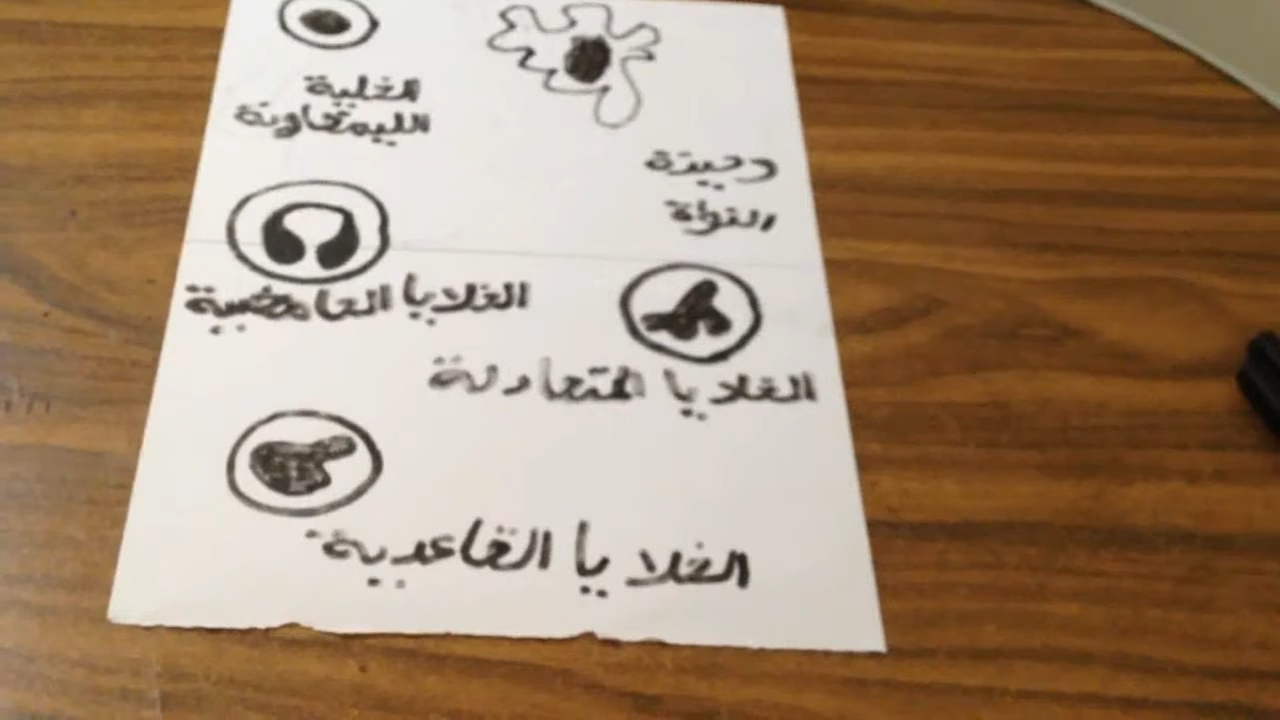 الخلية
الليمفاوية
وحيدة
النواة
الخلايا الحامضية
الخلايا المتعادلة
الخلايا القاعدية